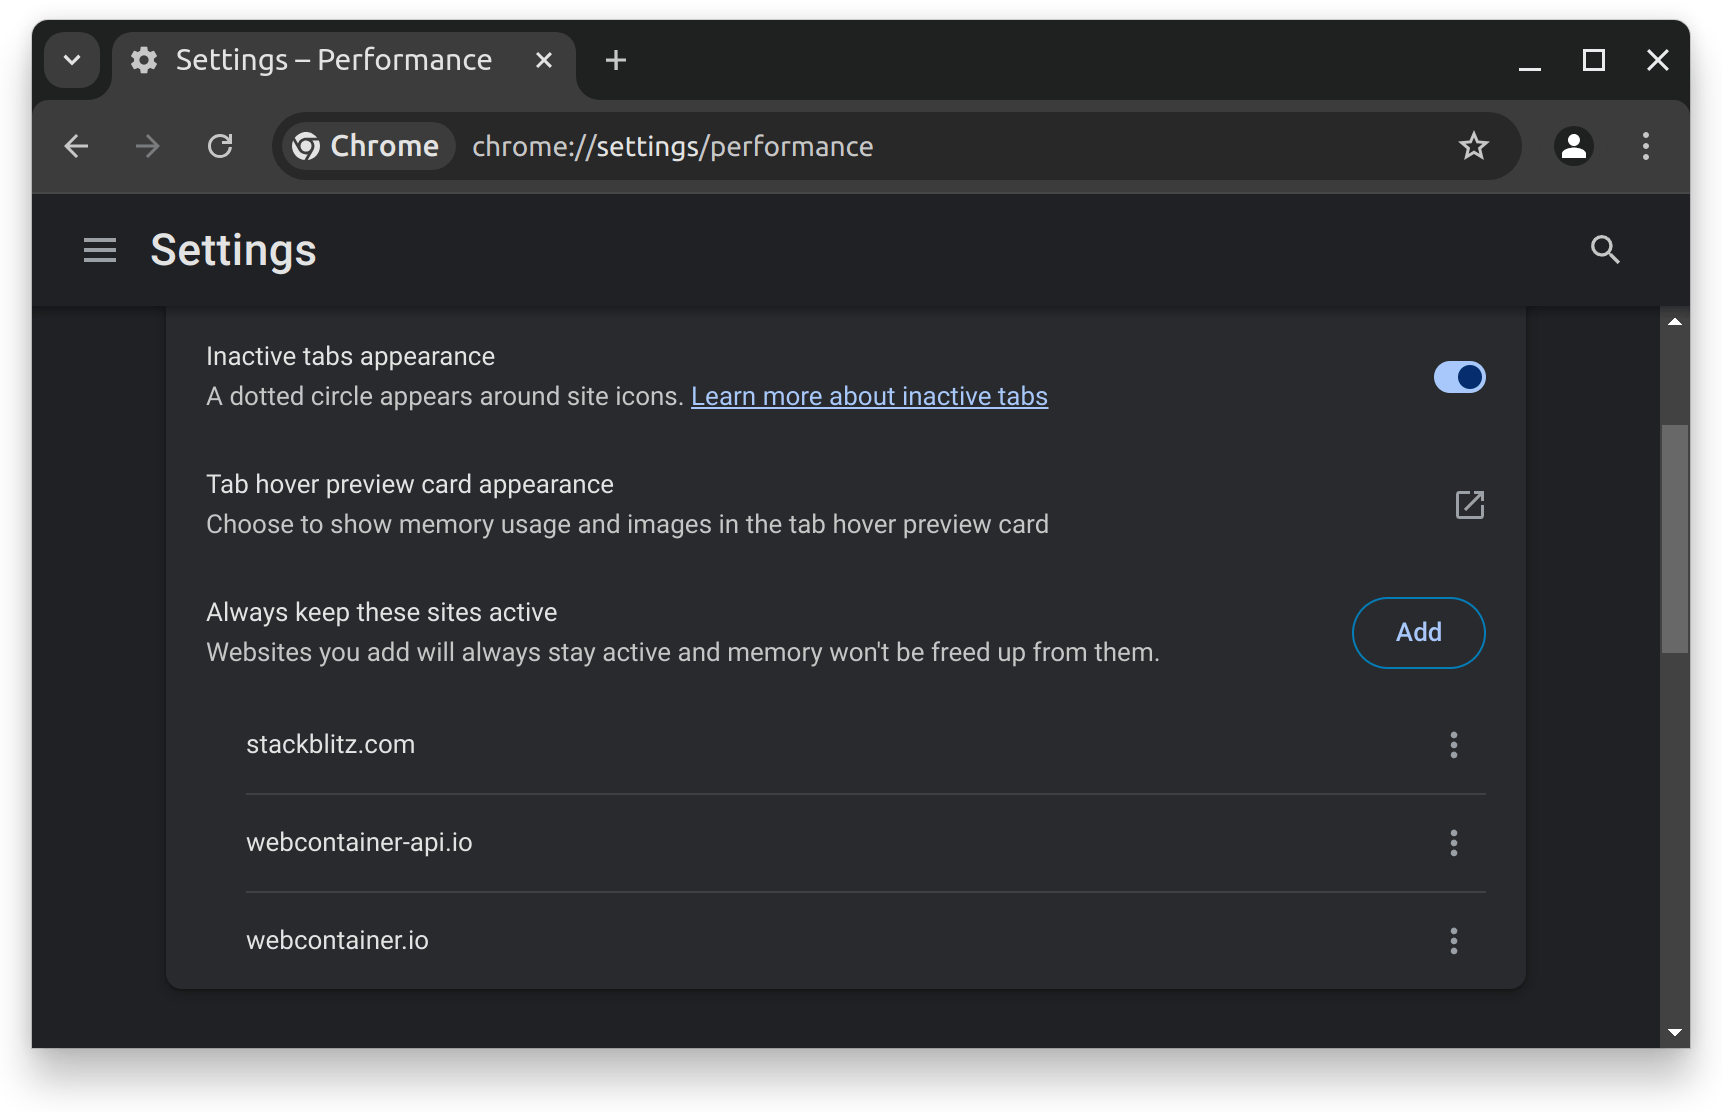 Settings – Performance
Chrome
chrome://settings/performance
Settings
Inactive tabs appearance
A dotted circle appears around site icons. Learn more about inactive tabs
Tab hover preview card appearance
Choose to show memory usage and images in the tab hover preview card
Always keep these sites active
Websites you add will always stay active and memory won't be freed up from them.
Add
stackblitz.com
webcontainer-api.io
webcontainer.io